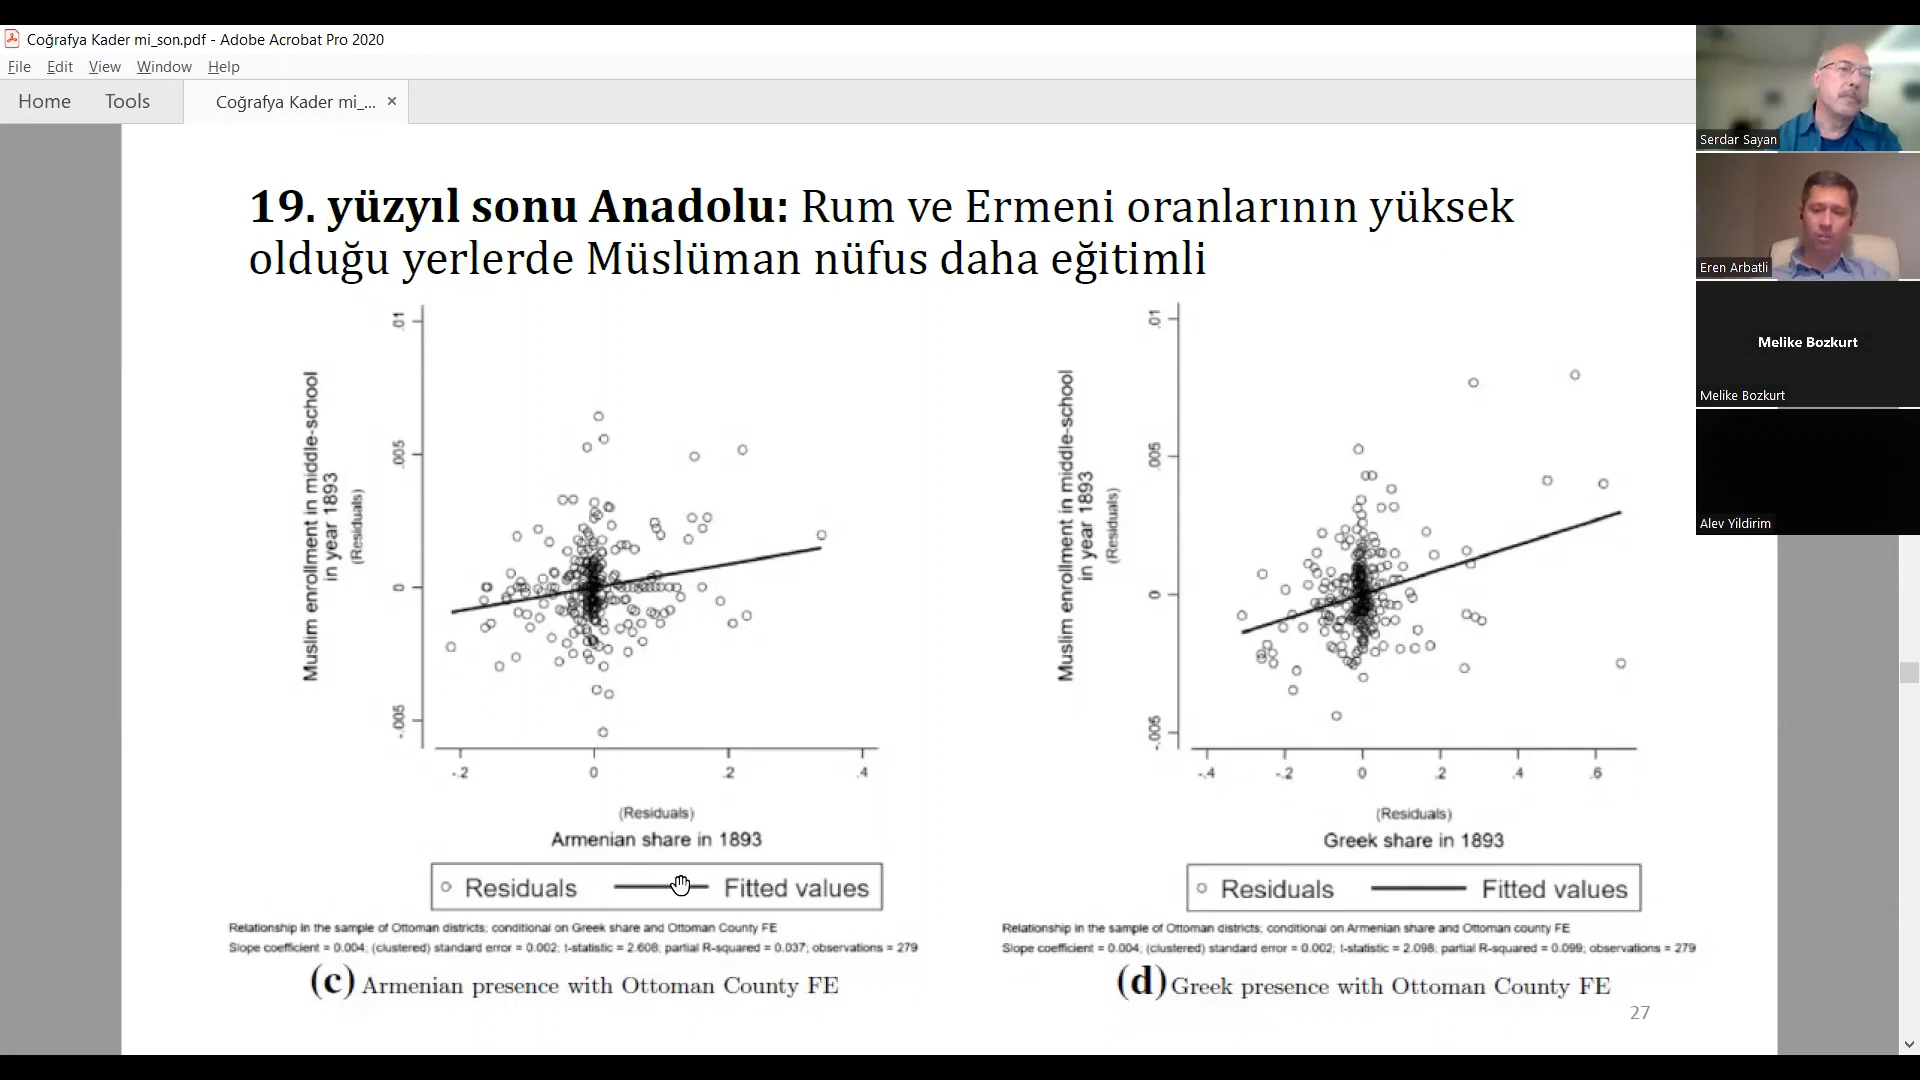 Coğrafya Kader mi_son.pdf - Adobe Acrobat Pro 2020
File Edit View Window Help
Home Tools Coğrafya Kader mi_... ×
19. yüzyıl sonu Anadolu: Rum ve Ermeni oranlarının yüksek
olduğu yerlerde Müslüman nüfus daha eğitimli
Muslim enrollment in middle-school
in year 1893
(Residuals)
.01
.005
0
-.005
-.2 0 .2 .4
(Residuals)
Armenian share in 1893
Residuals Fitted values
Relationship in the sample of Ottoman districts; conditional on Greek share and Ottoman County FE
Slope coefficient = 0.004; (clustered) standard error = 0.002; t-statistic = 2.608; partial R-squared = 0.037; observations = 279
(c) Armenian presence with Ottoman County FE
Muslim enrollment in middle-school
in year 1893
(Residuals)
.01
.005
0
-.005
-.4 -.2 0 .2 .4 .6
(Residuals)
Greek share in 1893
Residuals Fitted values
Relationship in the sample of Ottoman districts; conditional on Armenian share and Ottoman county FE
Slope coefficient = 0.004; (clustered) standard error = 0.002; t-statistic = 2.098; partial R-squared = 0.099; observations = 279
(d) Greek presence with Ottoman County FE
27
Serdar Sayan
Eren Arbatli
Melike Bozkurt
Melike Bozkurt
Alev Yildirim